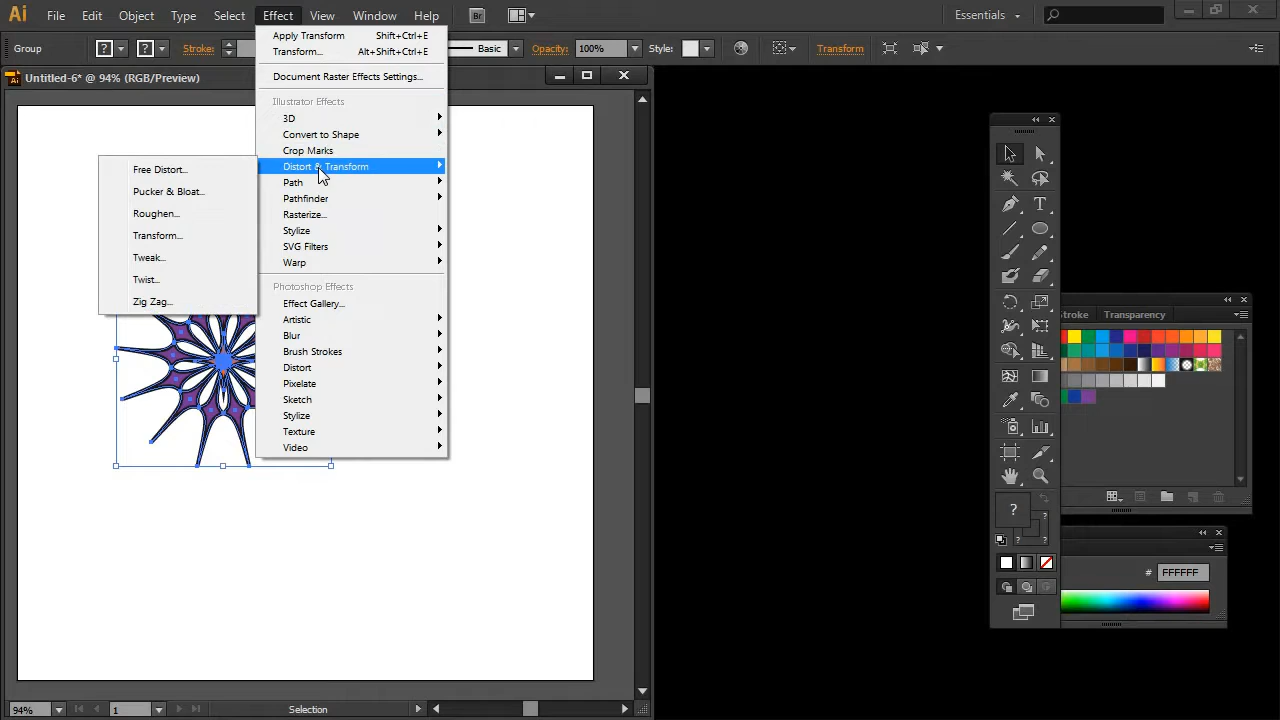 Ai File Edit Object Type Select Effect View Window Help Br Essentials
Group ? ? Stroke: Basic Opacity: 100% Style: Transform
Apply Transform Shift+Ctrl+E
Transform... Alt+Shift+Ctrl+E
Document Raster Effects Settings...
Illustrator Effects
3D
Convert to Shape
Crop Marks
Distort & Transform
Path
Pathfinder
Rasterize...
Stylize
SVG Filters
Warp
Photoshop Effects
Effect Gallery...
Artistic
Blur
Brush Strokes
Distort
Pixelate
Sketch
Stylize
Texture
Video
Ai Untitled-6* @ 94% (RGB/Preview)
Free Distort...
Pucker & Bloat...
Roughen...
Transform...
Tweak...
Twist...
Zig Zag...
troke Transparency
T
?
? ?
?
# FFFFFF
94% 1 Selection